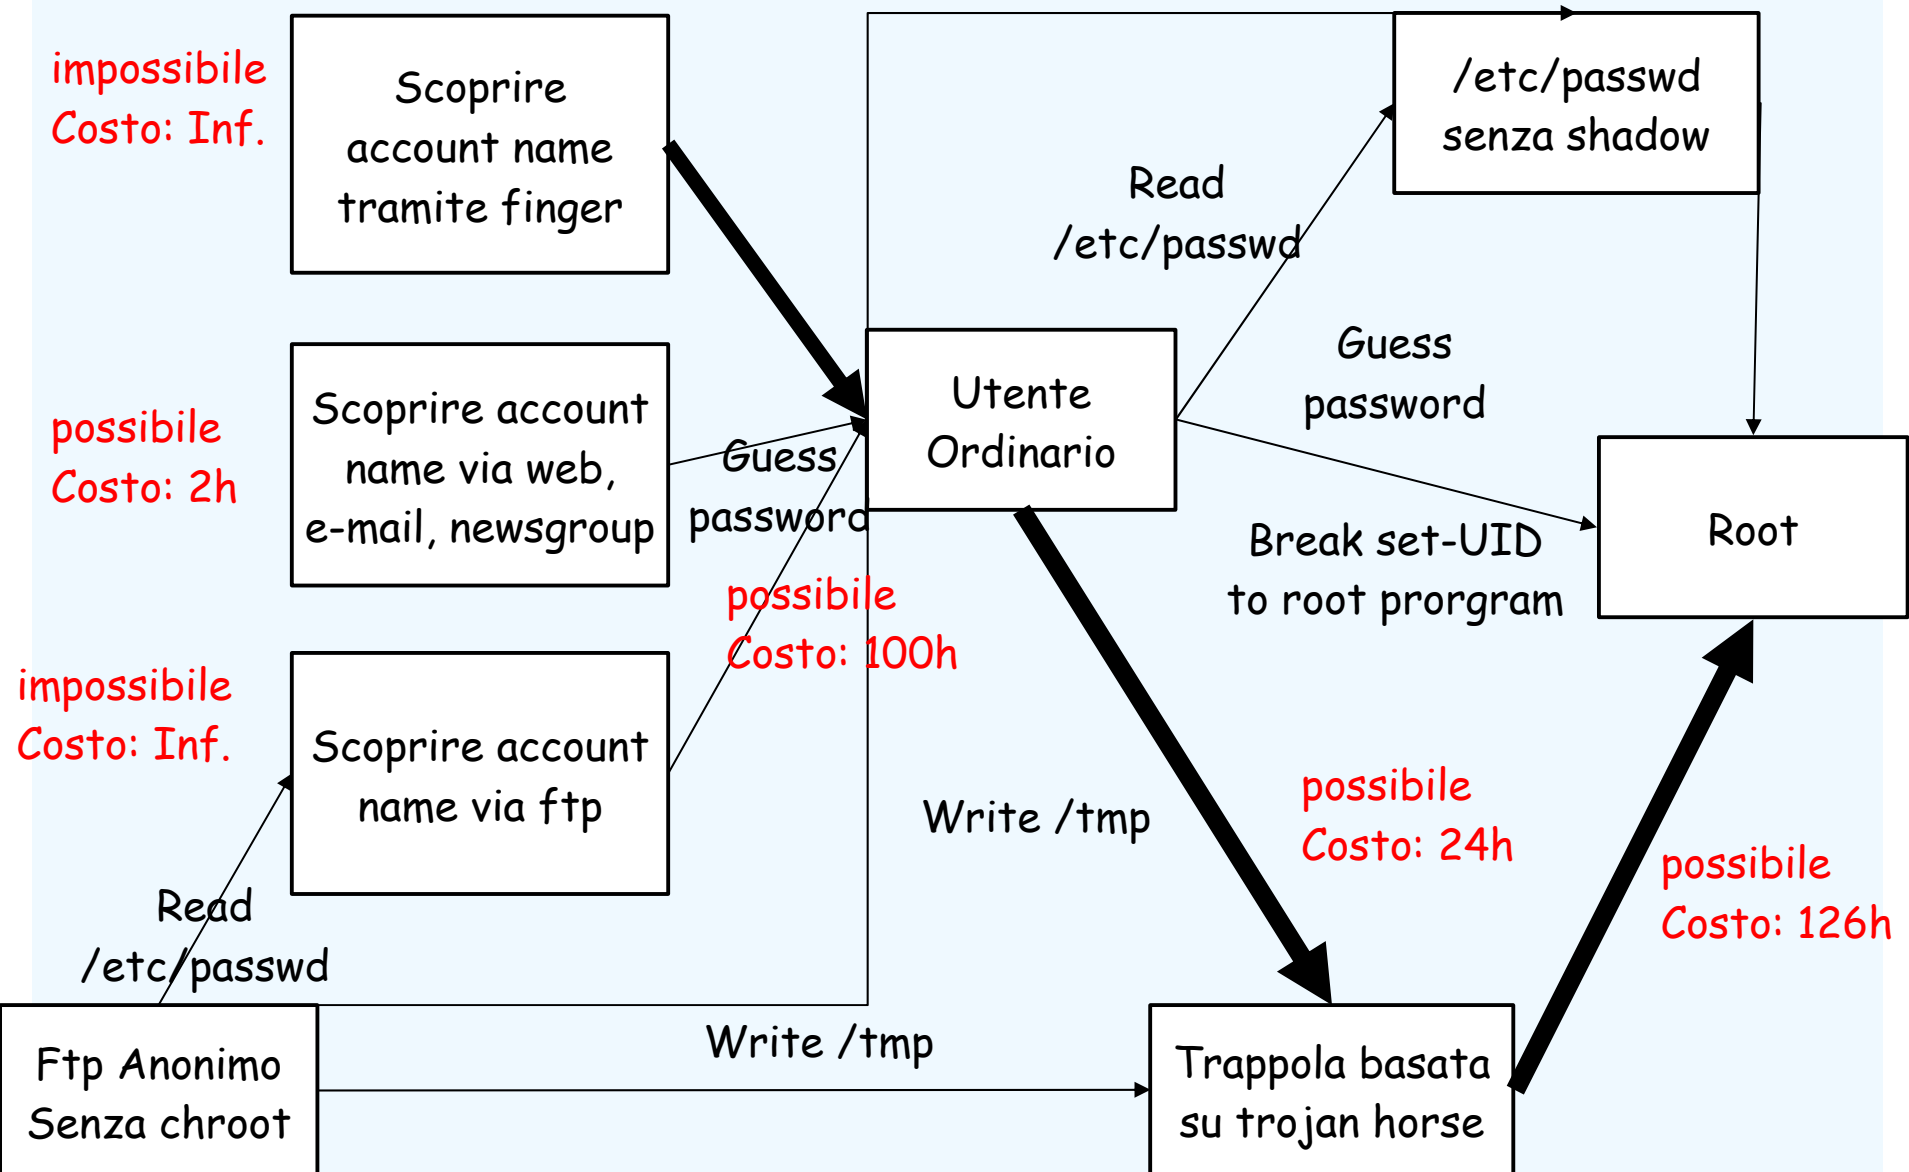 impossibile
Costo: Inf.
Scoprire
account name
tramite finger
/etc/passwd
senza shadow
Read
/etc/passwd
possibile
Costo: 2h
Scoprire account
name via web,
e-mail, newsgroup
Guess
password
Utente
Ordinario
Guess
password
Break set-UID
to root prorgram
Root
possibile
Costo: 100h
impossibile
Costo: Inf.
Scoprire account
name via ftp
Write /tmp
possibile
Costo: 24h
possibile
Costo: 126h
Read
/etc/passwd
Ftp Anonimo
Senza chroot
Write /tmp
Trappola basata
su trojan horse